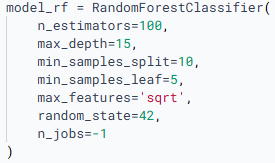 model_rf = RandomForestClassifier(
    n_estimators=100,
    max_depth=15,
    min_samples_split=10,
    min_samples_leaf=5,
    max_features='sqrt',
    random_state=42,
    n_jobs=-1
)